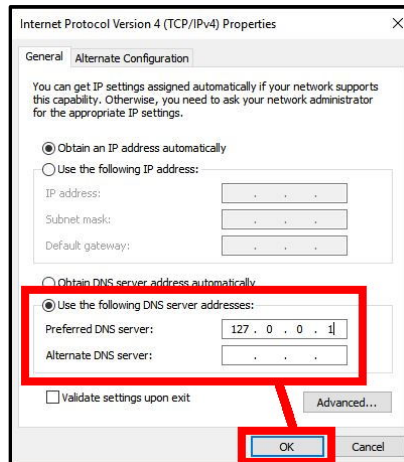 Internet Protocol Version 4 (TCP/IPv4) Properties
General Alternate Configuration
You can get IP settings assigned automatically if your network supports
this capability. Otherwise, you need to ask your network administrator
for the appropriate IP settings.
Obtain an IP address automatically
Use the following IP address:
IP address: . . .
Subnet mask: . . .
Default gateway: . . .
Obtain DNS server address automatically
Use the following DNS server addresses:
Preferred DNS server: 127 . 0 . 0 . 1
Alternate DNS server: . . .
Validate settings upon exit
Advanced...
OK Cancel